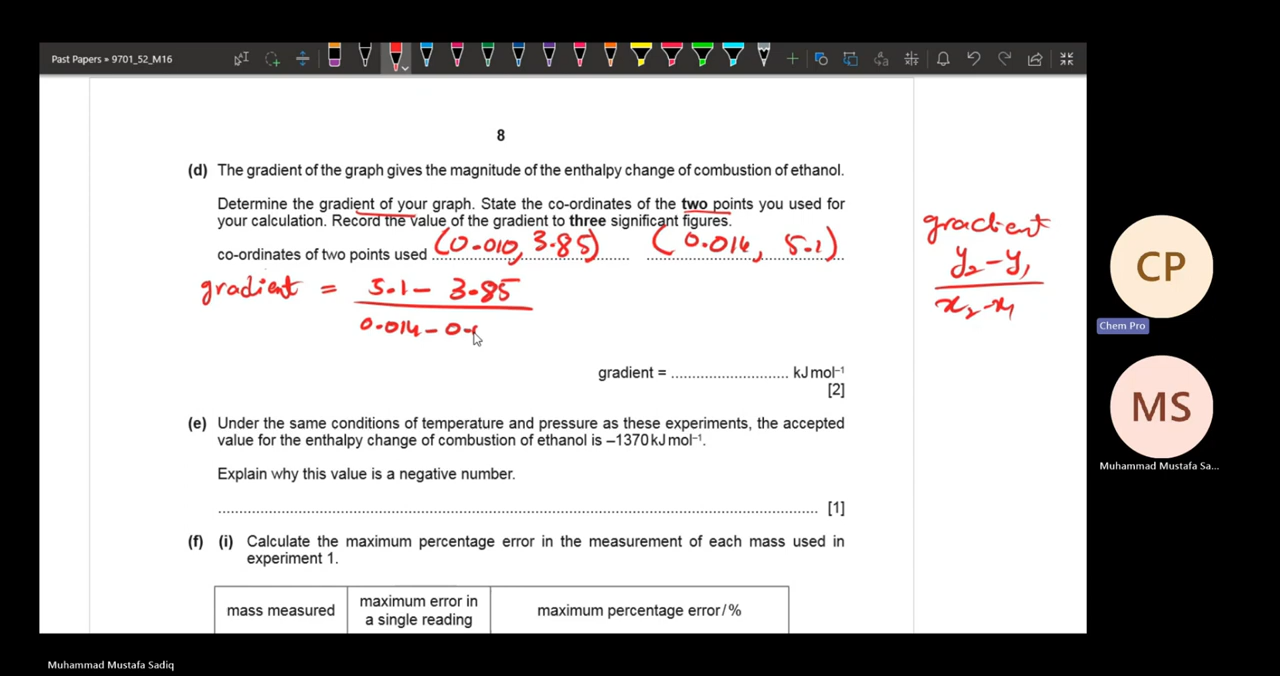 Past Papers » 9701_52_M16
8
(d) The gradient of the graph gives the magnitude of the enthalpy change of combustion of ethanol.
Determine the gradient of your graph. State the co-ordinates of the two points you used for
your calculation. Record the value of the gradient to three significant figures.
co-ordinates of two points used (0.010, 3.85) (0.014, 5.1)
gradient = 5.1 - 3.85
0.014 - 0.
gradient = .......................... kJ mol⁻¹
[2]
(e) Under the same conditions of temperature and pressure as these experiments, the accepted
value for the enthalpy change of combustion of ethanol is –1370 kJ mol⁻¹.
Explain why this value is a negative number.
.......................................................................................................................................... [1]
(f) (i) Calculate the maximum percentage error in the measurement of each mass used in
experiment 1.
mass measured
maximum error in
a single reading
maximum percentage error / %
gradient
y₂ - y₁
x₂ - x₁
CP
Chem Pro
MS
Muhammad Mustafa Sa...
Muhammad Mustafa Sadiq